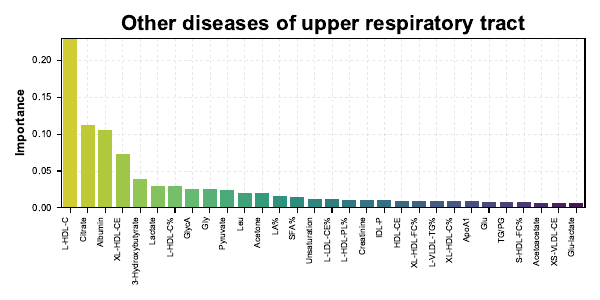 Other diseases of upper respiratory tract
Importance
0.20
0.15
0.10
0.05
0.00
L-HDL-C
Citrate
Albumin
XL-HDL-CE
3-Hydroxybutyrate
Lactate
L-HDL-C%
GlycA
Gly
Pyruvate
Leu
Acetone
LA%
SFA%
Unsaturation
L-LDL-CE%
L-HDL-PL%
Creatinine
IDL-P
HDL-CE
XL-HDL-FC%
L-VLDL-TG%
XL-HDL-C%
ApoA1
Glu
TG/PG
S-HDL-FC%
Acetoacetate
XS-VLDL-CE
Glu-lactate